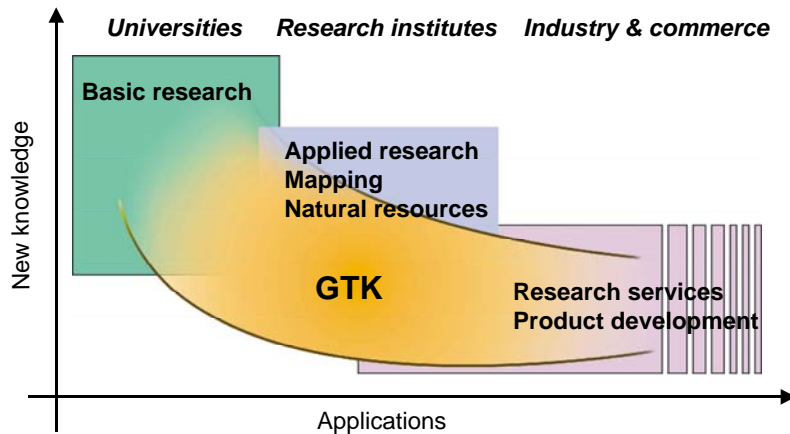 Universities
Research institutes
Industry & commerce
Basic research
Applied research
Mapping
Natural resources
GTK
Research services
Product development
New knowledge
Applications